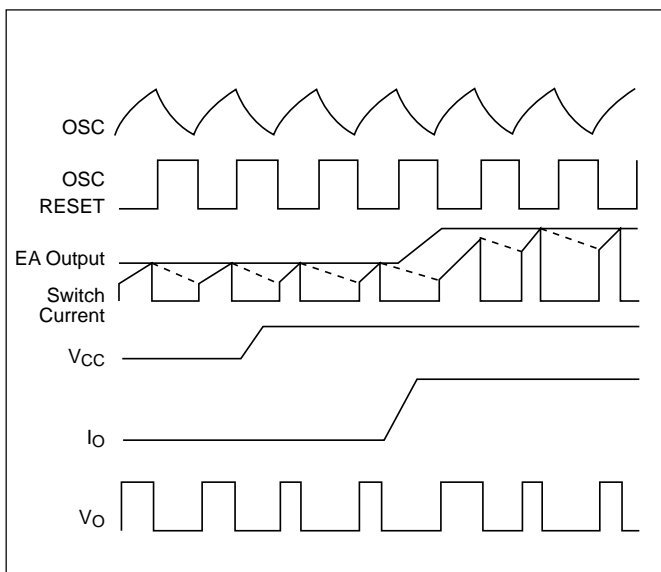 OSC
OSC
RESET
EA Output
Switch
Current
VCC
IO
VO